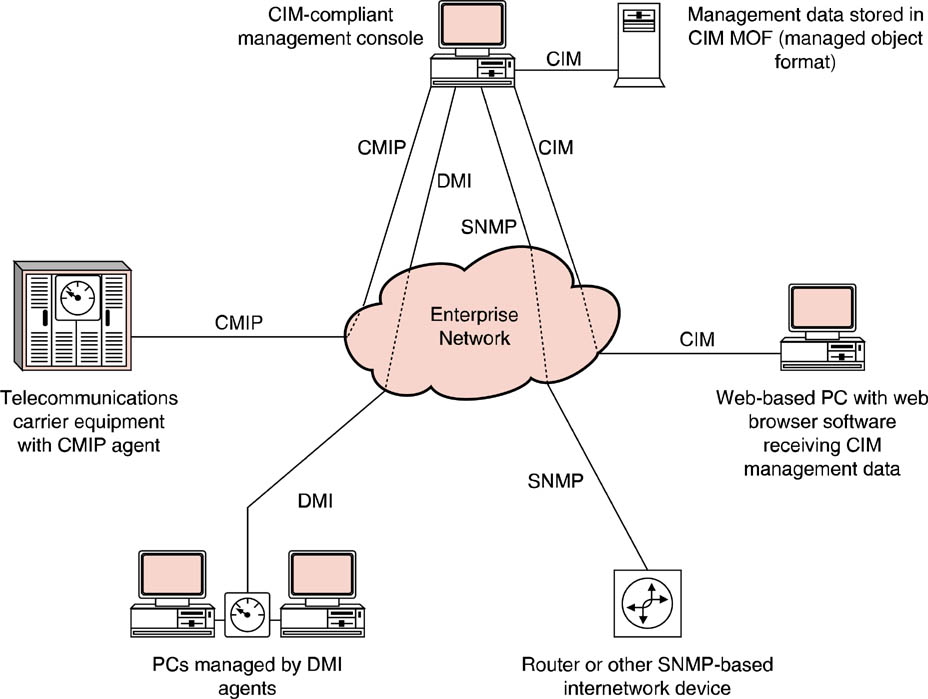 CIM-compliant
management console
Management data stored in
CIM MOF (managed object
format)
CIM
CMIP
CIM
DMI
SNMP
Enterprise
Network
CMIP
CIM
Telecommunications
carrier equipment
with CMIP agent
Web-based PC with web
browser software
receiving CIM
management data
SNMP
DMI
PCs managed by DMI
agents
Router or other SNMP-based
internetwork device